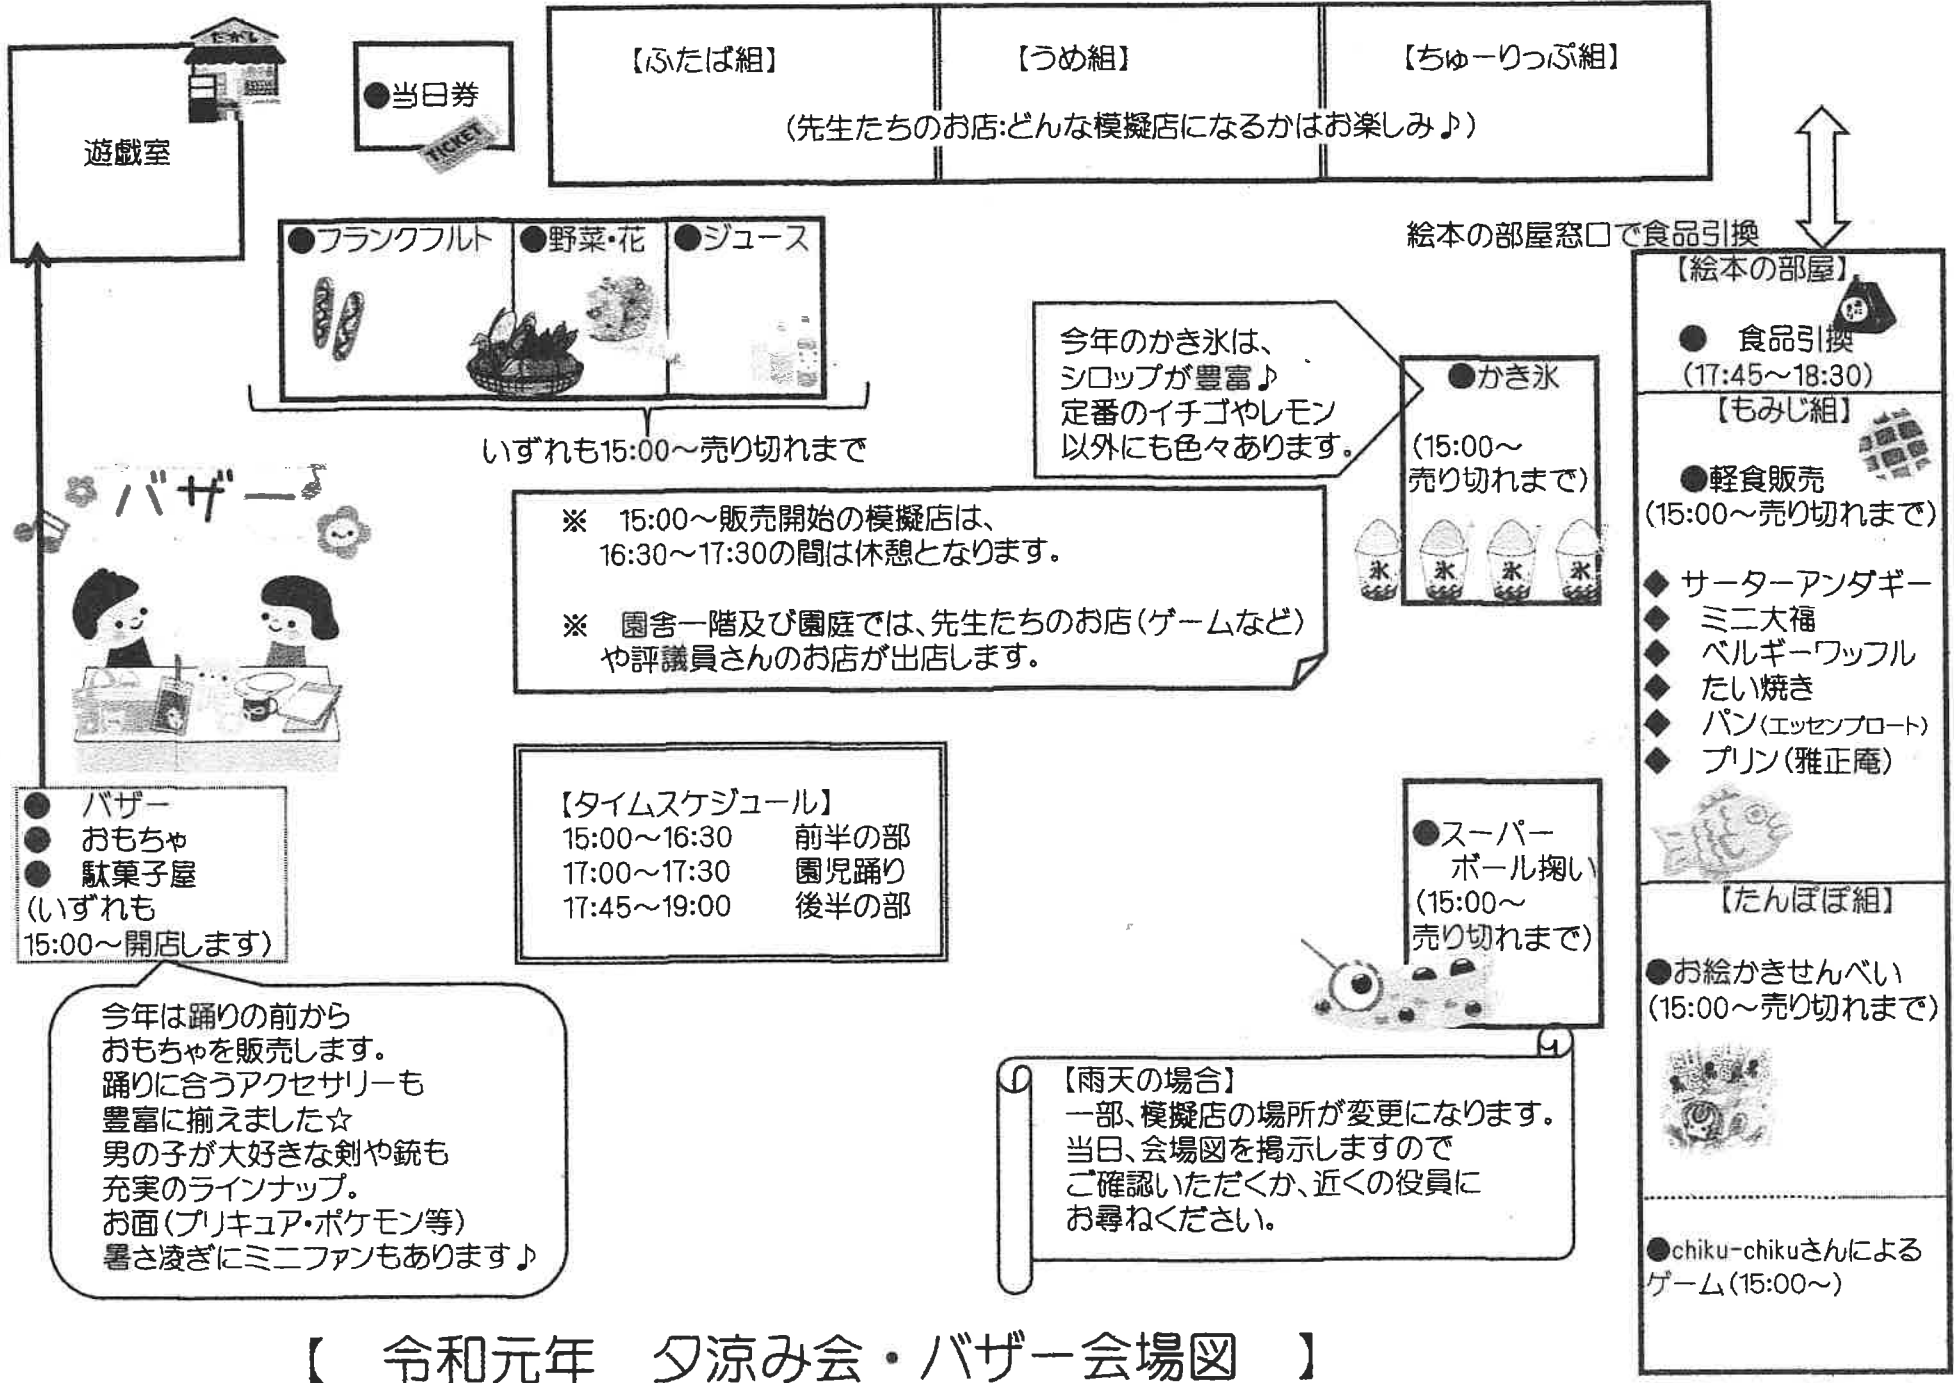 だがし
遊戯室
●当日券
TICKET
【ふたば組】
【うめ組】
【ちゅーりっぷ組】
(先生たちのお店:どんな模擬店になるかはお楽しみ♪)
●フランクフルト
●野菜・花
●ジュース
いずれも15:00～売り切れまで
絵本の部屋窓口で食品引換
【絵本の部屋】
● 食品引換
(17:45～18:30)
【もみじ組】
●軽食販売
(15:00～売り切れまで)
◆ サーターアンダギー
◆ ミニ大福
◆ ベルギーワッフル
◆ たい焼き
◆ パン(エッセンブロート)
◆ プリン(雅正庵)
【たんぽぽ組】
●お絵かきせんべい
(15:00～売り切れまで)
●chiku-chikuさんによる
ゲーム(15:00～)
今年のかき氷は、
シロップが豊富♪
定番のイチゴやレモン
以外にも色々あります。
●かき氷
(15:00～
売り切れまで)
氷 氷 氷 氷
バザー♪
※ 15:00～販売開始の模擬店は、
16:30～17:30の間は休憩となります。
※ 園舎一階及び園庭では、先生たちのお店(ゲームなど)
や評議員さんのお店が出店します。
【タイムスケジュール】
15:00～16:30 前半の部
17:00～17:30 園児踊り
17:45～19:00 後半の部
●スーパー
ボール掬い
(15:00～
売り切れまで)
● バザー
● おもちゃ
● 駄菓子屋
(いずれも
15:00～開店します)
今年は踊りの前から
おもちゃを販売します。
踊りに合うアクセサリーも
豊富に揃えました☆
男の子が大好きな剣や銃も
充実のラインナップ。
お面(プリキュア・ポケモン等)
暑さ凌ぎにミニファンもあります♪
【雨天の場合】
一部、模擬店の場所が変更になります。
当日、会場図を掲示しますので
ご確認いただくか、近くの役員に
お尋ねください。
【 令和元年 夕涼み会・バザー会場図 】